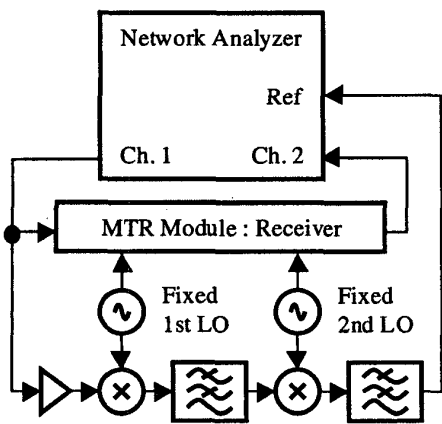 Network Analyzer
Ref
Ch. 1 Ch. 2
MTR Module : Receiver
Fixed
1st LO
Fixed
2nd LO